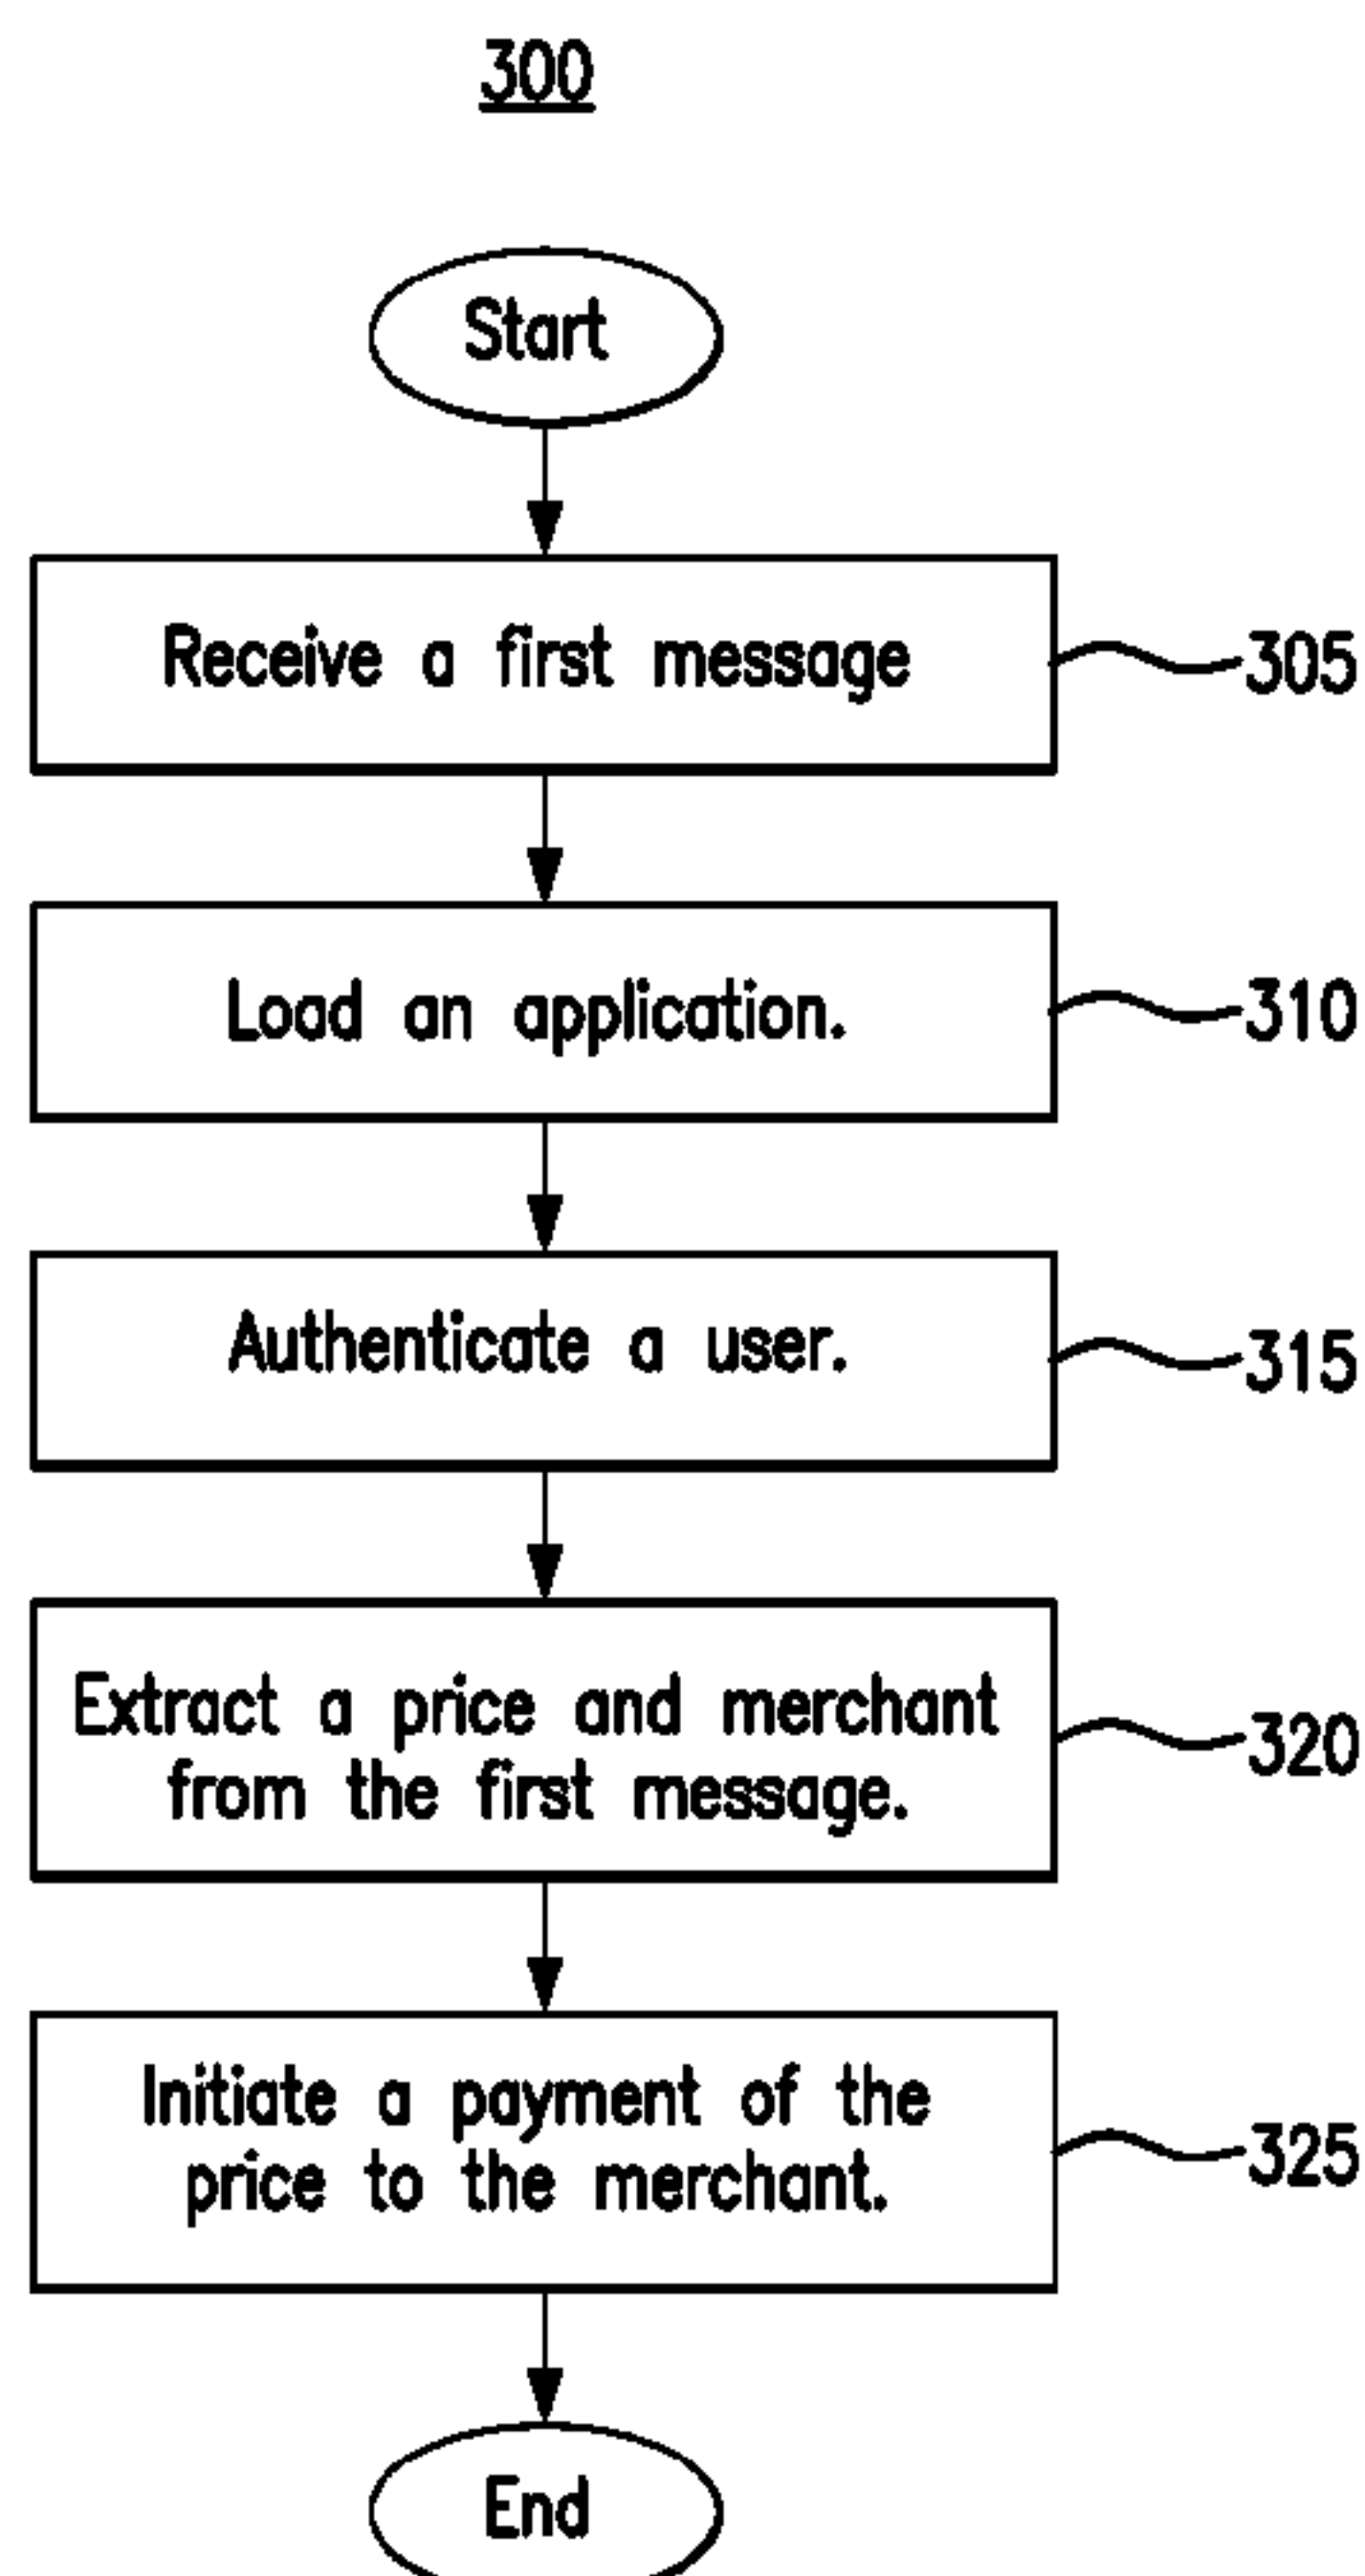 300
Start
Receive a first message
305
Load an application.
310
Authenticate a user.
315
Extract a price and merchant
from the first message.
320
Initiate a payment of the
price to the merchant.
325
End